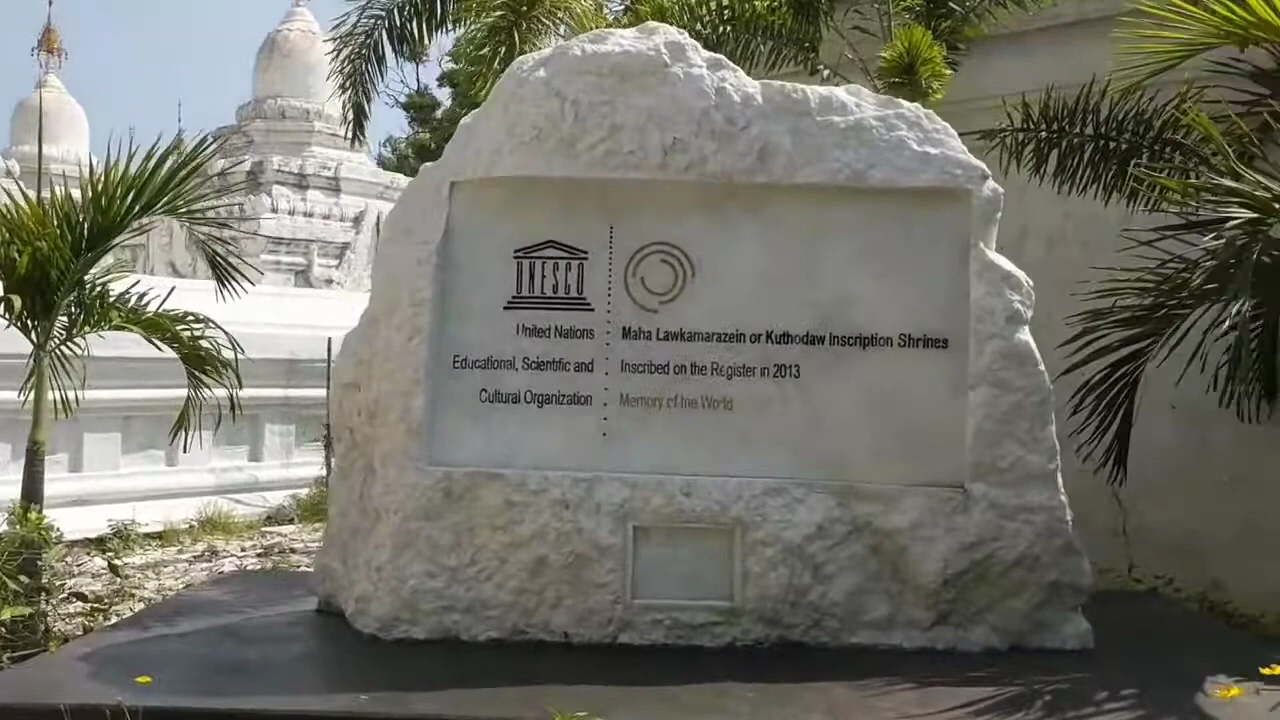 UNESCO
United Nations
Educational, Scientific and
Cultural Organization
Maha Lawkamarazein or Kuthodaw Inscription Shrines
Inscribed on the Register in 2013
Memory of the World